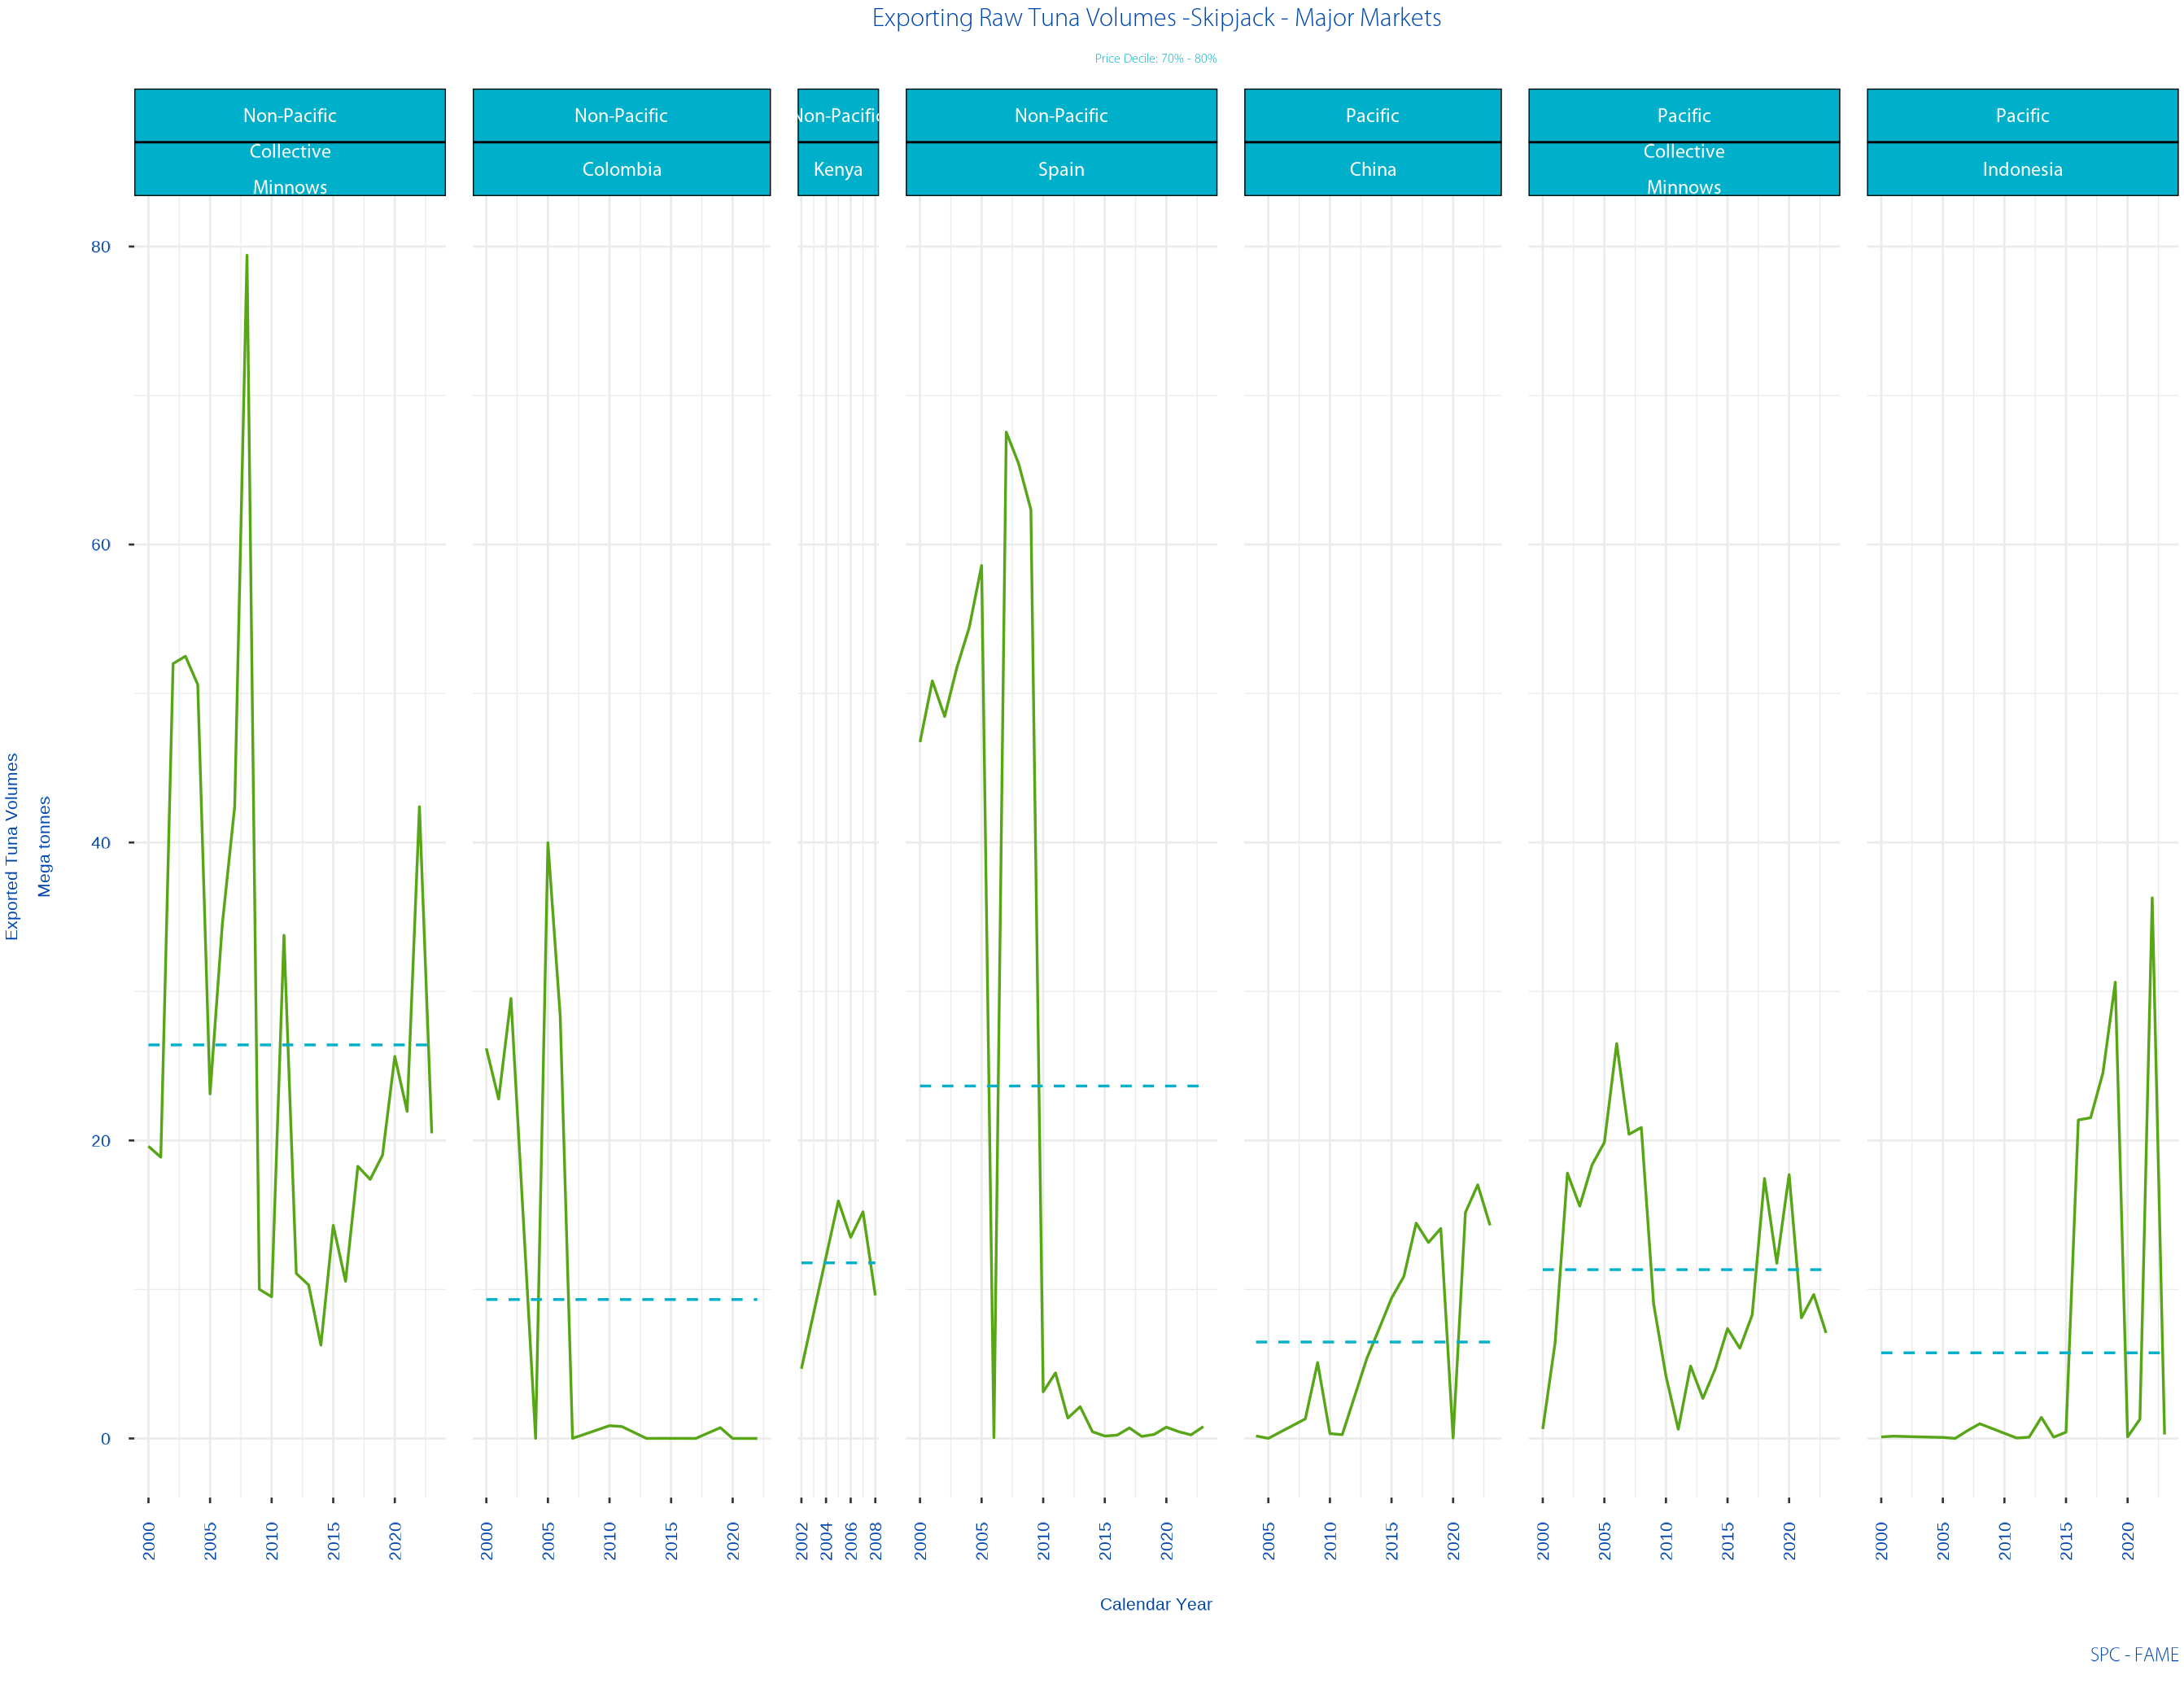 Exporting Raw Tuna Volumes -Skipjack - Major Markets
Price Decile: 70% - 80%
Non-Pacific
Non-Pacific
Non-Pacific
Non-Pacific
Pacific
Pacific
Pacific
Collective
Minnows
Colombia
Kenya
Spain
China
Collective
Minnows
Indonesia
80
60
40
20
0
Exported Tuna Volumes
Mega tonnes
2000 2005 2010 2015 2020
2000 2005 2010 2015 2020
2002 2004 2006 2008
2000 2005 2010 2015 2020
2005 2010 2015 2020
2000 2005 2010 2015 2020
2000 2005 2010 2015 2020
Calendar Year
SPC - FAME